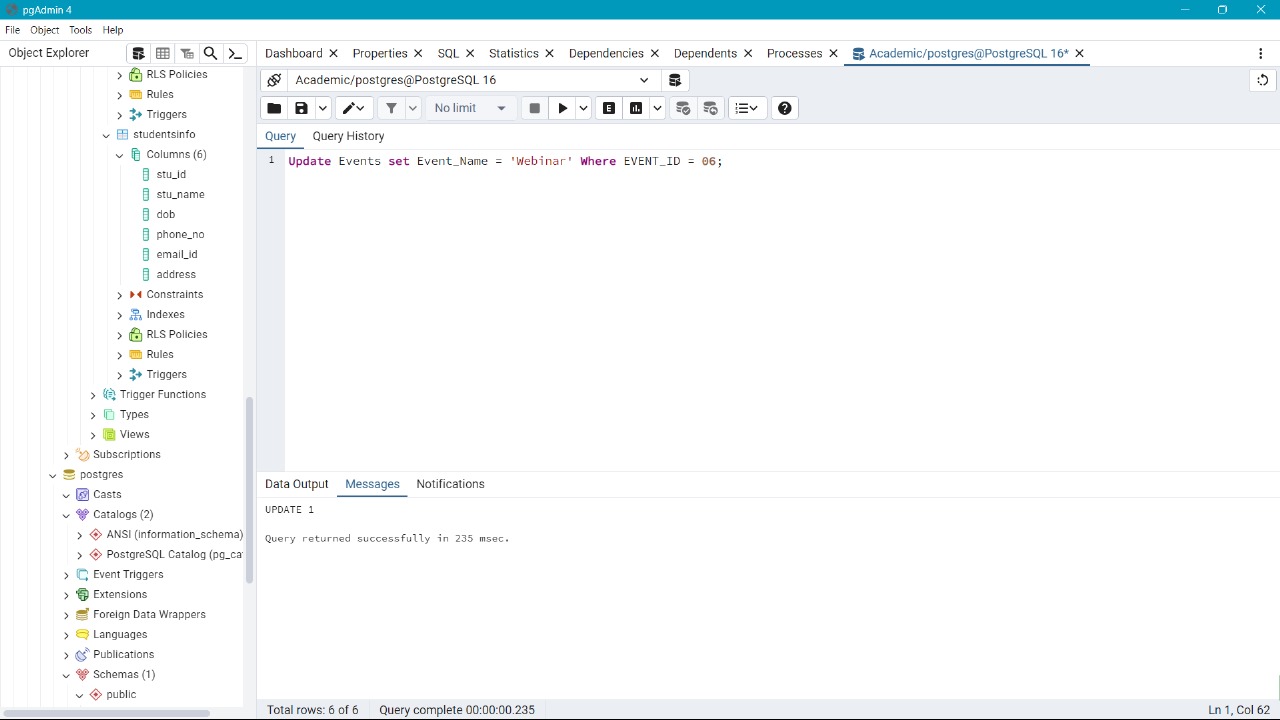 pgAdmin 4
File Object Tools Help
Object Explorer
Dashboard Properties SQL Statistics Dependencies Dependents Processes Academic/postgres@PostgreSQL 16*
RLS Policies
Rules
Triggers
studentsinfo
Columns (6)
stu_id
stu_name
dob
phone_no
email_id
address
Constraints
Indexes
RLS Policies
Rules
Triggers
Trigger Functions
Types
Views
Subscriptions
postgres
Casts
Catalogs (2)
ANSI (information_schema)
PostgreSQL Catalog (pg_ca
Event Triggers
Extensions
Foreign Data Wrappers
Languages
Publications
Schemas (1)
public
Academic/postgres@PostgreSQL 16
E No limit
Query Query History
1 Update Events set Event_Name = 'Webinar' Where EVENT_ID = 06;
Data Output Messages Notifications
UPDATE 1
Query returned successfully in 235 msec.
Total rows: 6 of 6 Query complete 00:00:00.235 Ln 1, Col 62